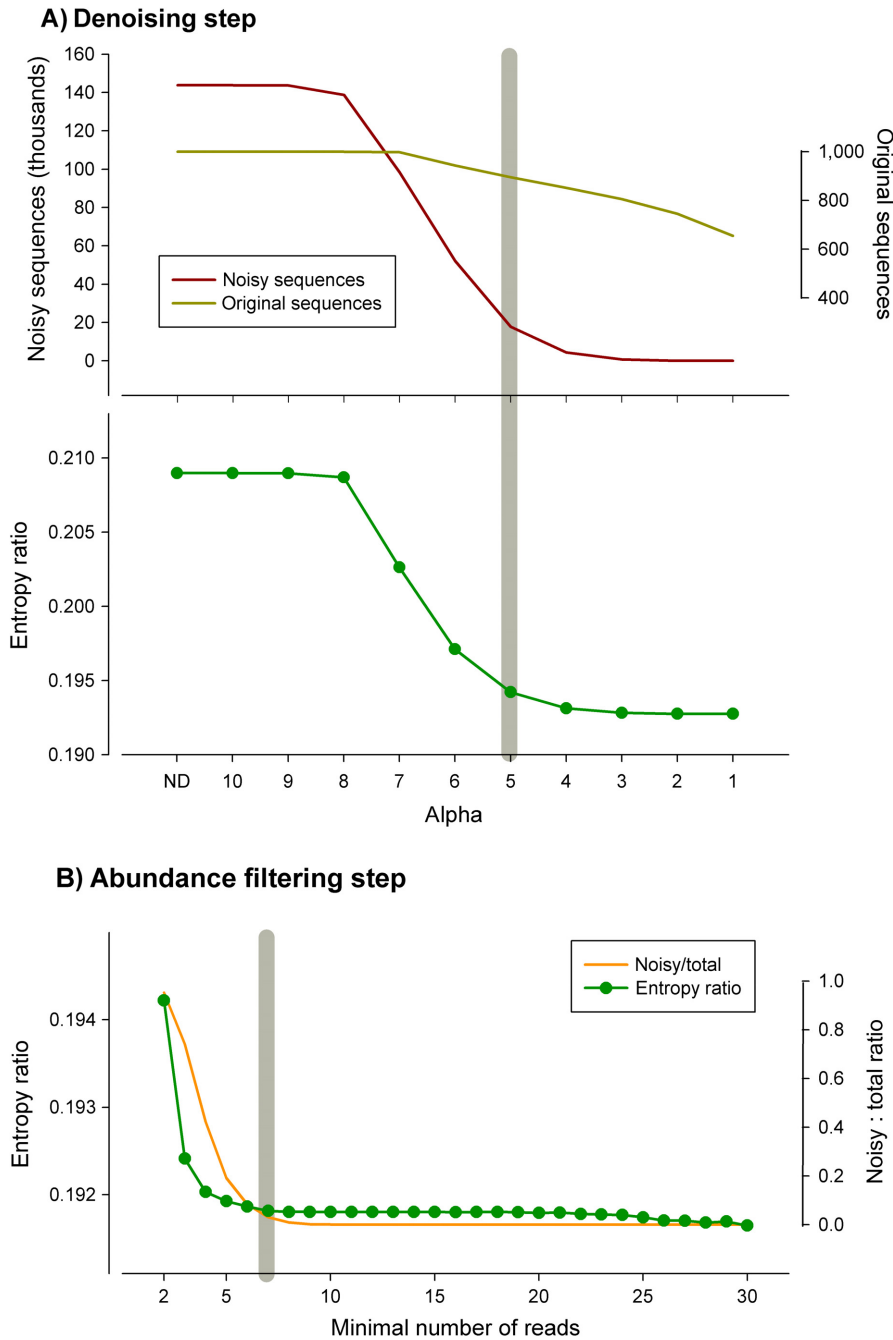 A) Denoising step
Noisy sequences (thousands)
160
140
120
100
80
60
40
20
0
Original sequences
1,000
800
600
400
Noisy sequences
Original sequences
Entropy ratio
0.210
0.205
0.200
0.195
0.190
ND 10 9 8 7 6 5 4 3 2 1
Alpha
B) Abundance filtering step
Entropy ratio
0.194
0.193
0.192
Noisy/total
Entropy ratio
Noisy : total ratio
1.0
0.8
0.6
0.4
0.2
0.0
2 5 10 15 20 25 30
Minimal number of reads